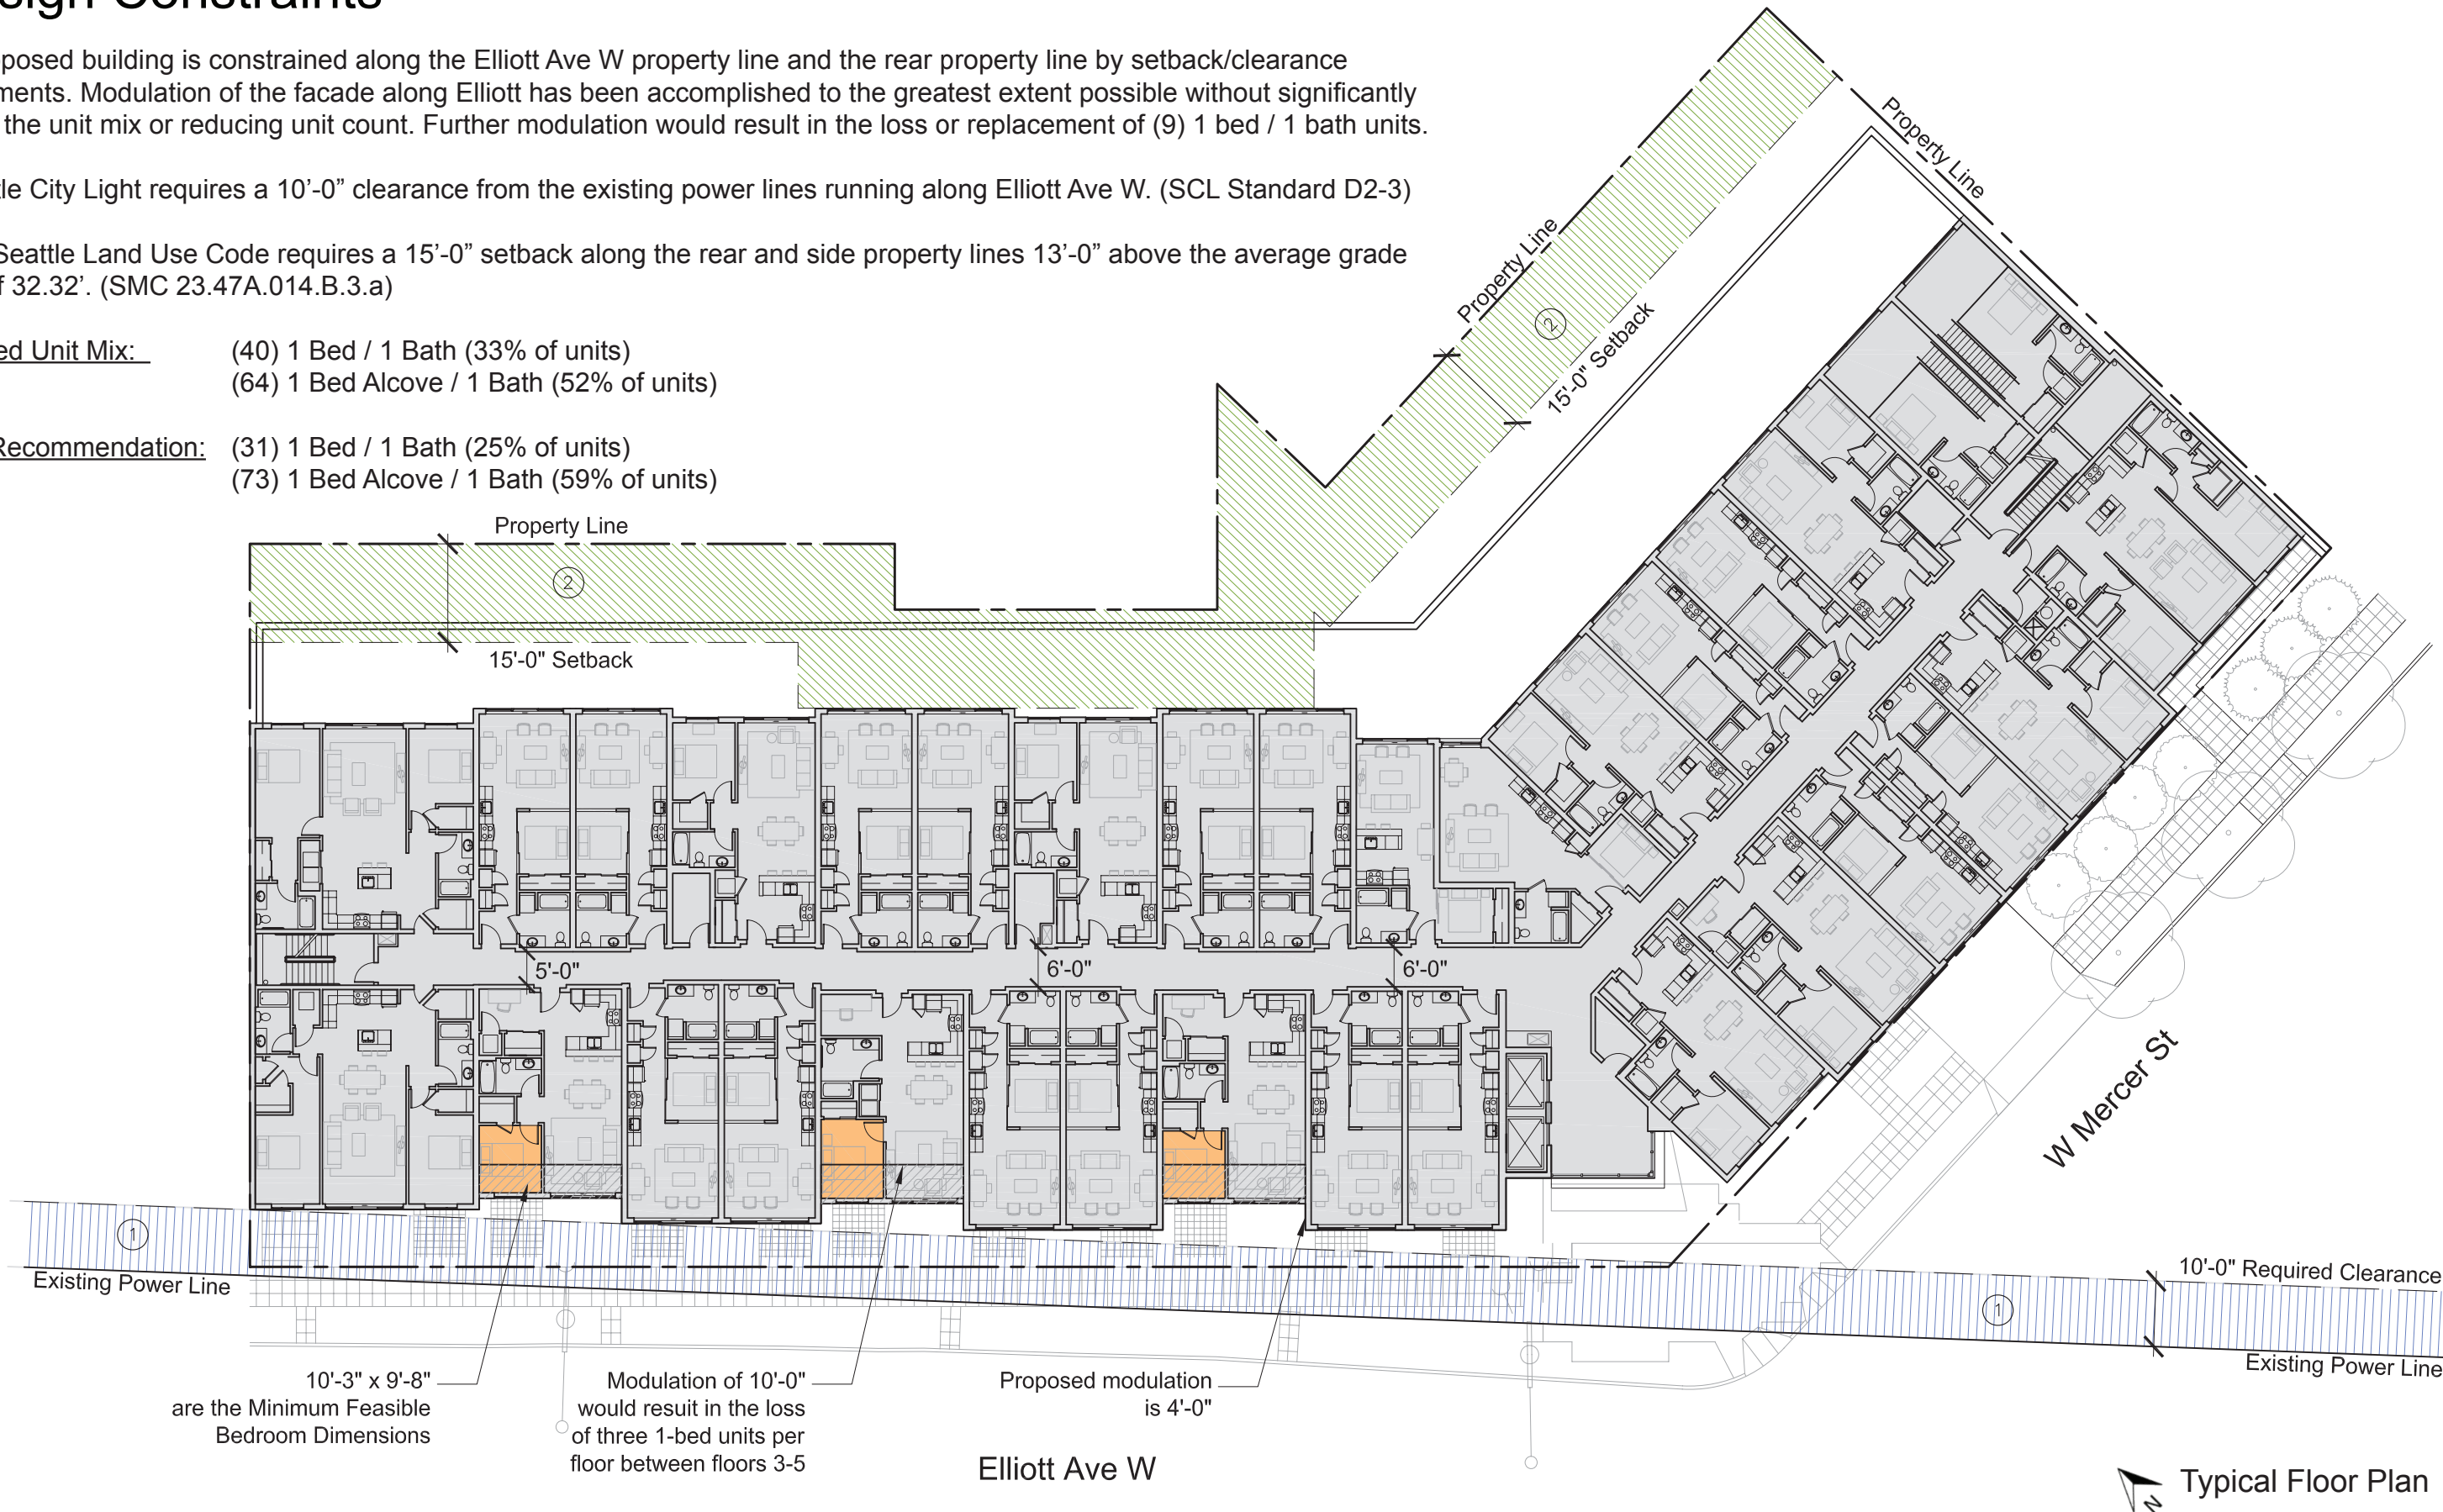 sign Constraints
posed building is constrained along the Elliott Ave W property line and the rear property line by setback/clearance
ments. Modulation of the facade along Elliott has been accomplished to the greatest extent possible without significantly
the unit mix or reducing unit count. Further modulation would result in the loss or replacement of (9) 1 bed / 1 bath units.
tle City Light requires a 10’-0” clearance from the existing power lines running along Elliott Ave W. (SCL Standard D2-3)
Seattle Land Use Code requires a 15’-0” setback along the rear and side property lines 13’-0” above the average grade
f 32.32’. (SMC 23.47A.014.B.3.a)
ed Unit Mix: (40) 1 Bed / 1 Bath (33% of units)
(64) 1 Bed Alcove / 1 Bath (52% of units)
Recommendation: (31) 1 Bed / 1 Bath (25% of units)
(73) 1 Bed Alcove / 1 Bath (59% of units)
Property Line
Property Line
2
15'-0" Setback
Property Line
2
15'-0" Setback
5'-0"
6'-0"
6'-0"
W Mercer St
1
Existing Power Line
10'-0" Required Clearance
1
Existing Power Line
10'-3" x 9'-8"
are the Minimum Feasible
Bedroom Dimensions
Modulation of 10'-0"
would resuit in the loss
of three 1-bed units per
floor between floors 3-5
Proposed modulation
is 4'-0"
Elliott Ave W
N
Typical Floor Plan